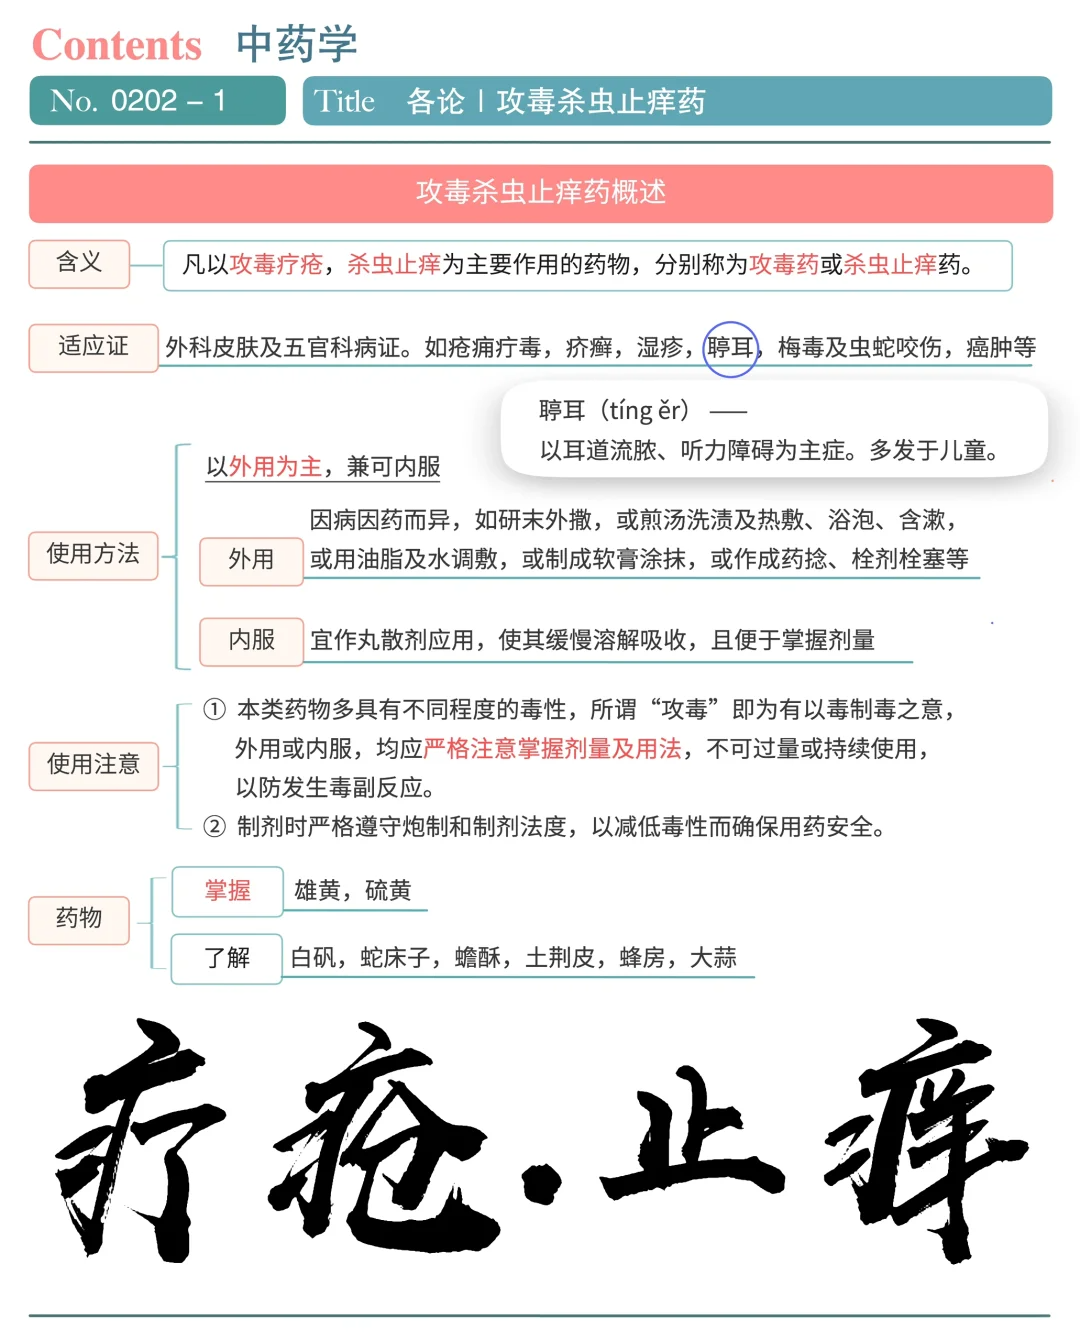 Contents 中药学
No. 0202 – 1
Title 各论 | 攻毒杀虫止痒药
攻毒杀虫止痒药概述
含义
凡以攻毒疗疮，杀虫止痒为主要作用的药物，分别称为攻毒药或杀虫止痒药。
适应证
外科皮肤及五官科病证。如疮痈疔毒，疥癣，湿疹，聤耳，梅毒及虫蛇咬伤，癌肿等
聤耳（tíng ěr）——
以耳道流脓、听力障碍为主症。多发于儿童。
使用方法
以外用为主，兼可内服
外用
因病因药而异，如研末外撒，或煎汤洗渍及热敷、浴泡、含漱，
或用油脂及水调敷，或制成软膏涂抹，或作成药捻、栓剂栓塞等
内服
宜作丸散剂应用，使其缓慢溶解吸收，且便于掌握剂量
使用注意
① 本类药物多具有不同程度的毒性，所谓“攻毒”即为有以毒制毒之意，
外用或内服，均应严格注意掌握剂量及用法，不可过量或持续使用，
以防发生毒副反应。
② 制剂时严格遵守炮制和制剂法度，以减低毒性而确保用药安全。
药物
掌握
雄黄，硫黄
了解
白矾，蛇床子，蟾酥，土荆皮，蜂房，大蒜
疗疮·止痒